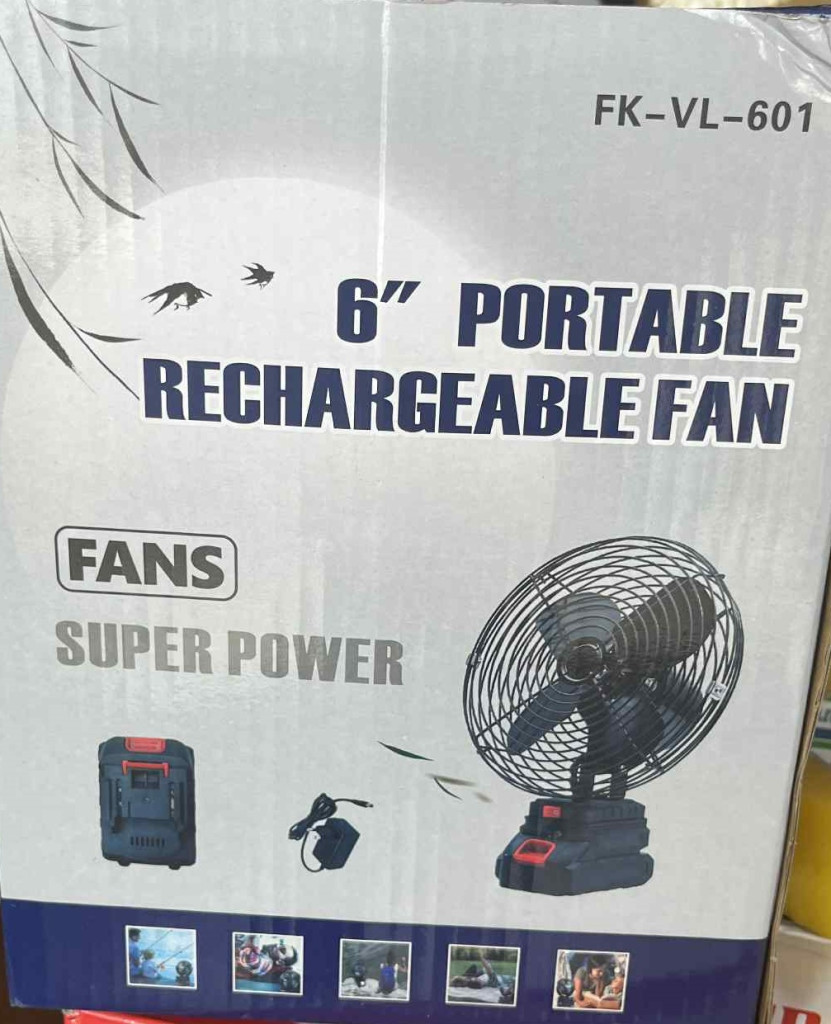 FK-VL-601
6" PORTABLE
RECHARGEABLE FAN
FANS
SUPER POWER